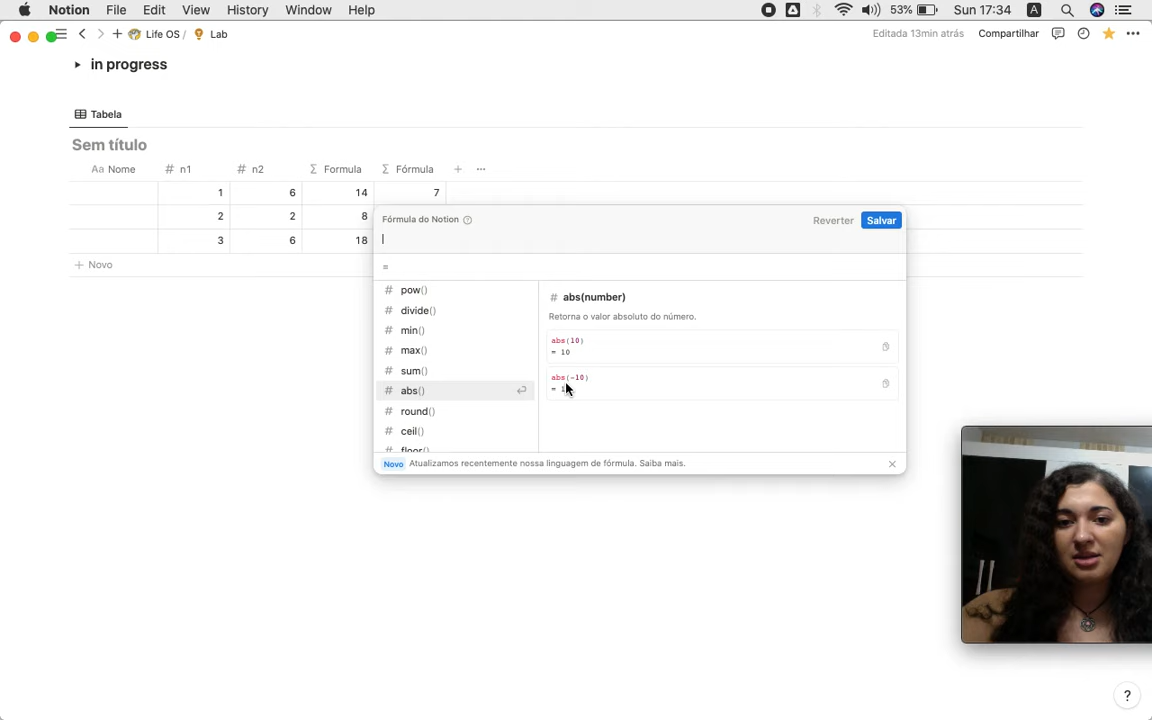 Notion File Edit View History Window Help 53% Sun 17:34 A
Life OS / Lab Editada 13min atrás Compartilhar
in progress
Tabela
Sem título
Aa Nome # n1 # n2 Σ Formula Σ Fórmula + ···
1 6 14 7
2 2 8
3 6 18
+ Novo
Fórmula do Notion Reverter Salvar
=
# pow()
# divide()
# min()
# max()
# sum()
# abs()
# round()
# ceil()
# floor()
# abs(number)
Retorna o valor absoluto do número.
abs(10)
= 10
abs(-10)
=
Novo Atualizamos recentemente nossa linguagem de fórmula. Saiba mais.
?